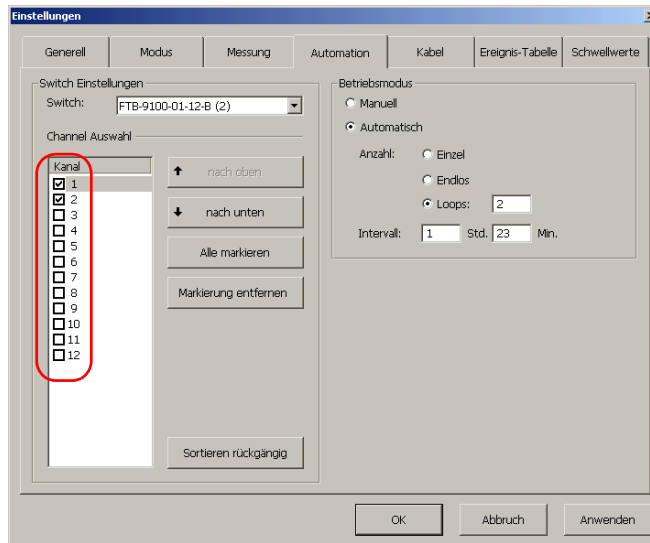 Einstellungen
Generell Modus Messung Automation Kabel Ereignis-Tabelle Schwellwerte
Switch Einstellungen
Switch: FTB-9100-01-12-B (2)
Channel Auswahl
Kanal
1
2
3
4
5
6
7
8
9
10
11
12
nach oben
nach unten
Alle markieren
Markierung entfernen
Sortieren rückgängig
Betriebsmodus
Manuell
Automatisch
Anzahl: Einzel
Endlos
Loops: 2
Intervall: 1 Std. 23 Min.
OK Abbruch Anwenden